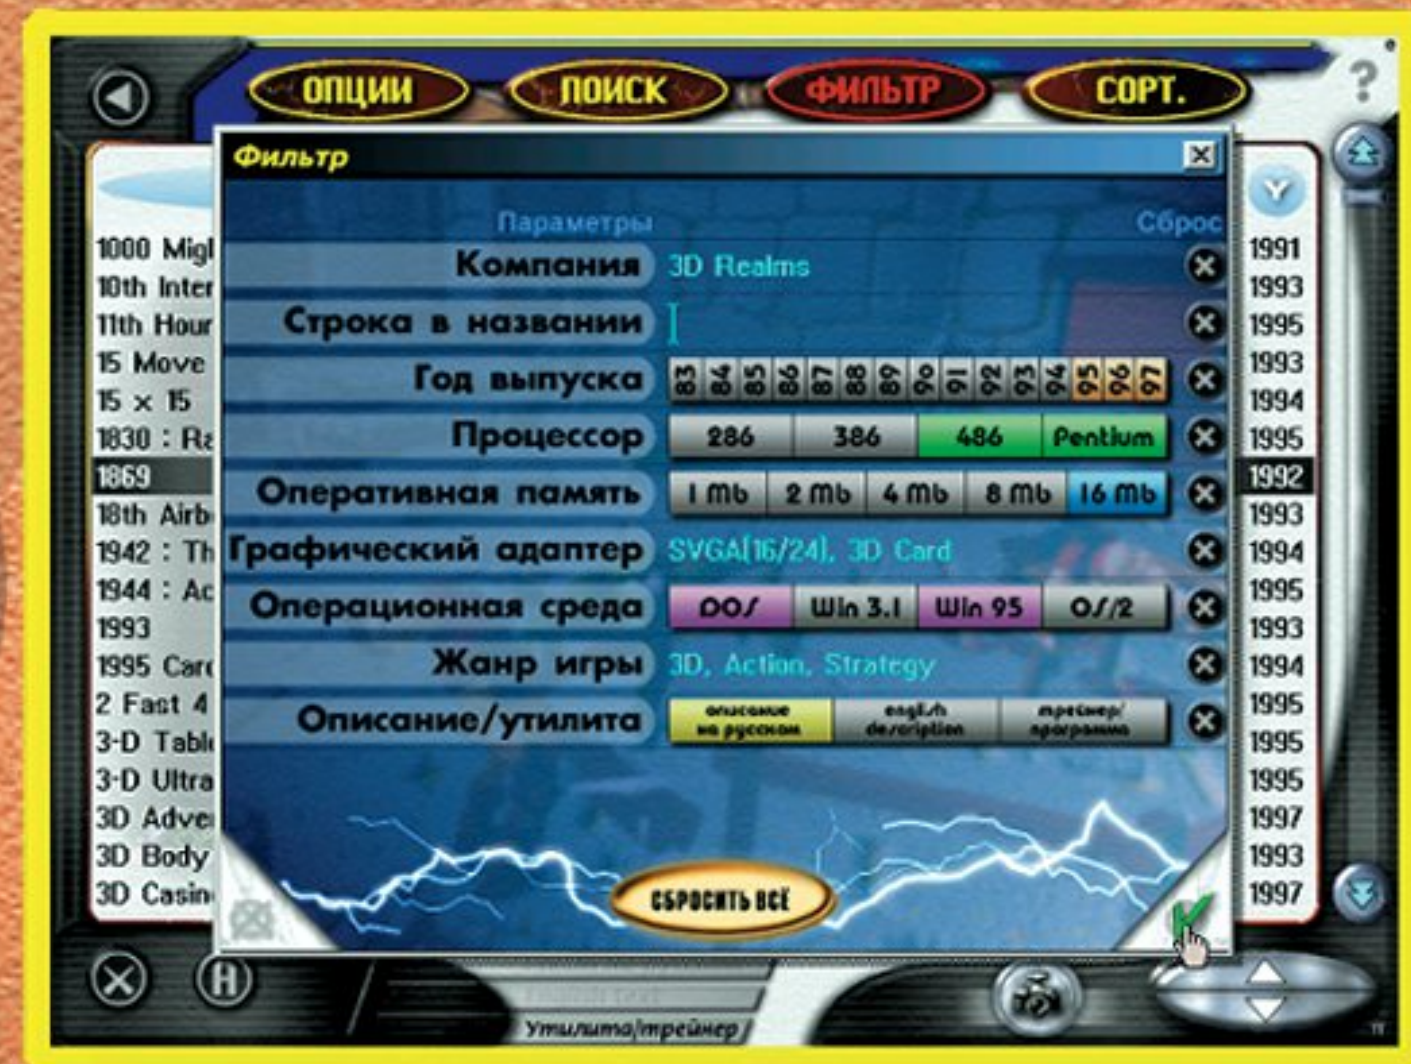 ?
ОПЦИИ ПОИСК ФИЛЬТР СОРТ.
Фильтр
Параметры Сброс
Y
Компания 3D Realms
Строка в названии
Год выпуска 83 84 85 86 87 88 89 90 91 92 93 94 95 96 97
Процессор 286 386 486 Pentium
Оперативная память 1 Mb 2 Mb 4 Mb 8 Mb 16 Mb
Графический адаптер SVGA(16/24), 3D Card
Операционная среда DOS Win 3.1 Win 95 OS/2
Жанр игры 3D, Action, Strategy
Описание/утилита описание на русском english description трейнер/ программа
СБРОСИТЬ ВСЁ
1000 Migl
10th Inter
11th Hour
15 Move
15 x 15
1830 : Ra
1869
18th Airb
1942 : Th
1944 : Ac
1993
1995 Card
2 Fast 4
3-D Table
3-D Ultra
3D Adve
3D Body
3D Casin
1991
1993
1995
1993
1994
1995
1992
1993
1994
1995
1993
1994
1995
1995
1995
1997
1993
1997
English text
Утилита/трейнер /